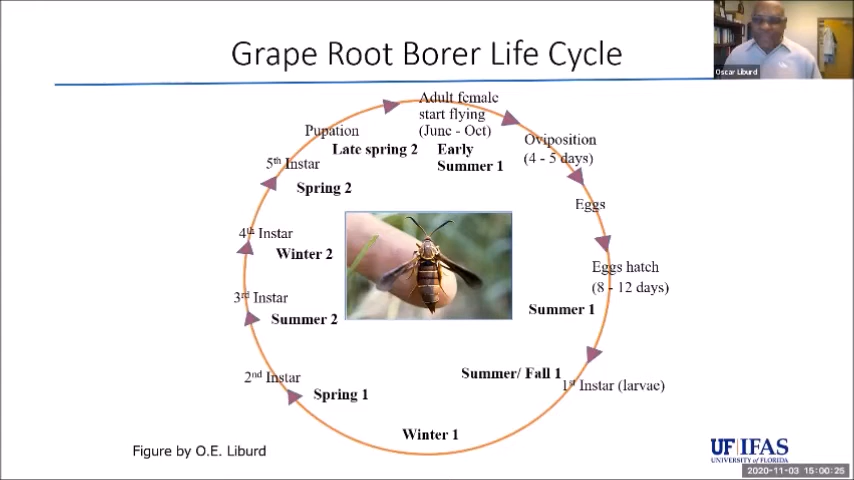 Grape Root Borer Life Cycle
Oscar Liburd
Adult female
start flying
(June - Oct)
Early
Summer 1
Oviposition
(4 - 5 days)
Eggs
Eggs hatch
(8 - 12 days)
Summer 1
Summer/ Fall 1
1st Instar (larvae)
Winter 1
Spring 1
2nd Instar
Summer 2
3rd Instar
Winter 2
4th Instar
Spring 2
5th Instar
Late spring 2
Pupation
Figure by O.E. Liburd
UF|IFAS
UNIVERSITY of FLORIDA
2020-11-03 15:00:25